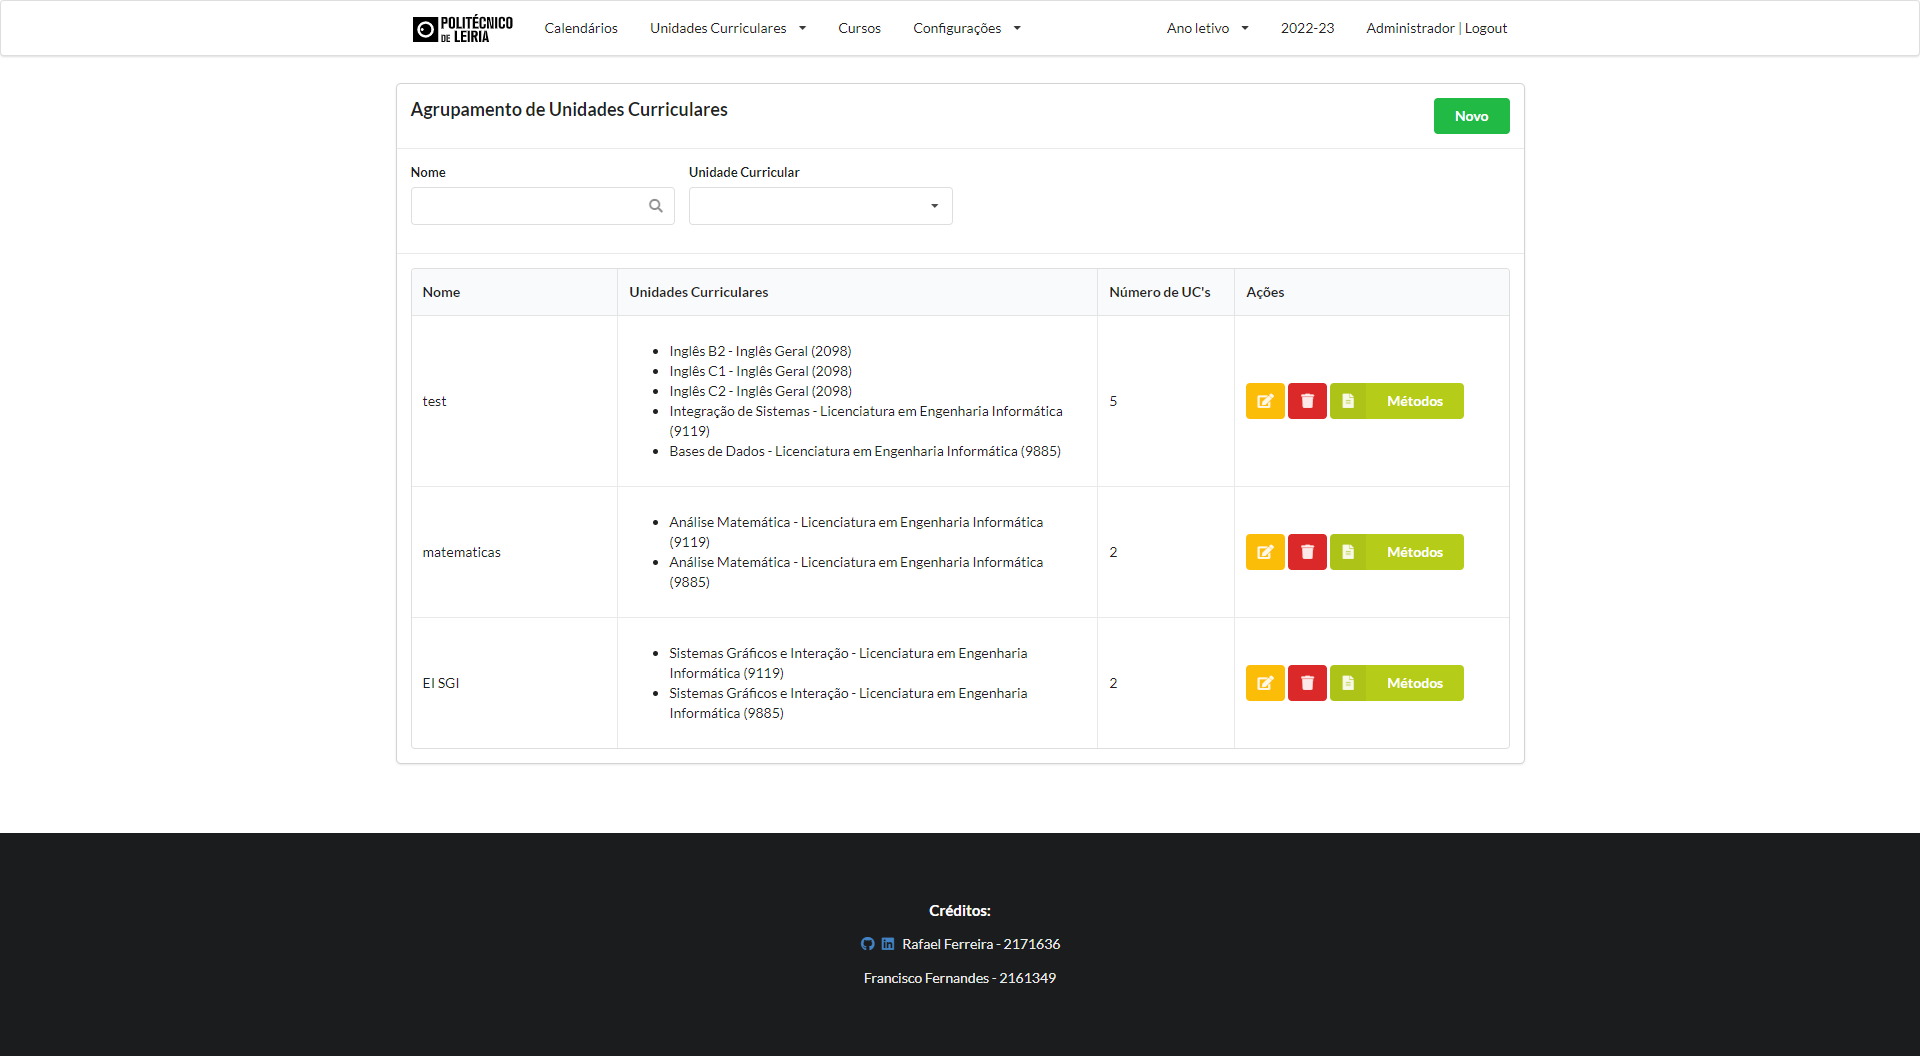 POLITÉCNICO DE LEIRIA
Calendários
Unidades Curriculares
Cursos
Configurações
Ano letivo
2022-23
Administrador | Logout
Agrupamento de Unidades Curriculares
Novo
Nome
Unidade Curricular
Nome
Unidades Curriculares
Número de UC's
Ações
test
Inglês B2 - Inglês Geral (2098)
Inglês C1 - Inglês Geral (2098)
Inglês C2 - Inglês Geral (2098)
Integração de Sistemas - Licenciatura em Engenharia Informática
(9119)
Bases de Dados - Licenciatura em Engenharia Informática (9885)
5
Métodos
matematicas
Análise Matemática - Licenciatura em Engenharia Informática
(9119)
Análise Matemática - Licenciatura em Engenharia Informática
(9885)
2
Métodos
EI SGI
Sistemas Gráficos e Interação - Licenciatura em Engenharia
Informática (9119)
Sistemas Gráficos e Interação - Licenciatura em Engenharia
Informática (9885)
2
Métodos
Créditos:
Rafael Ferreira - 2171636
Francisco Fernandes - 2161349